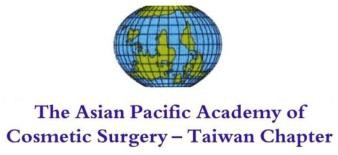 The Asian Pacific Academy of
Cosmetic Surgery – Taiwan Chapter